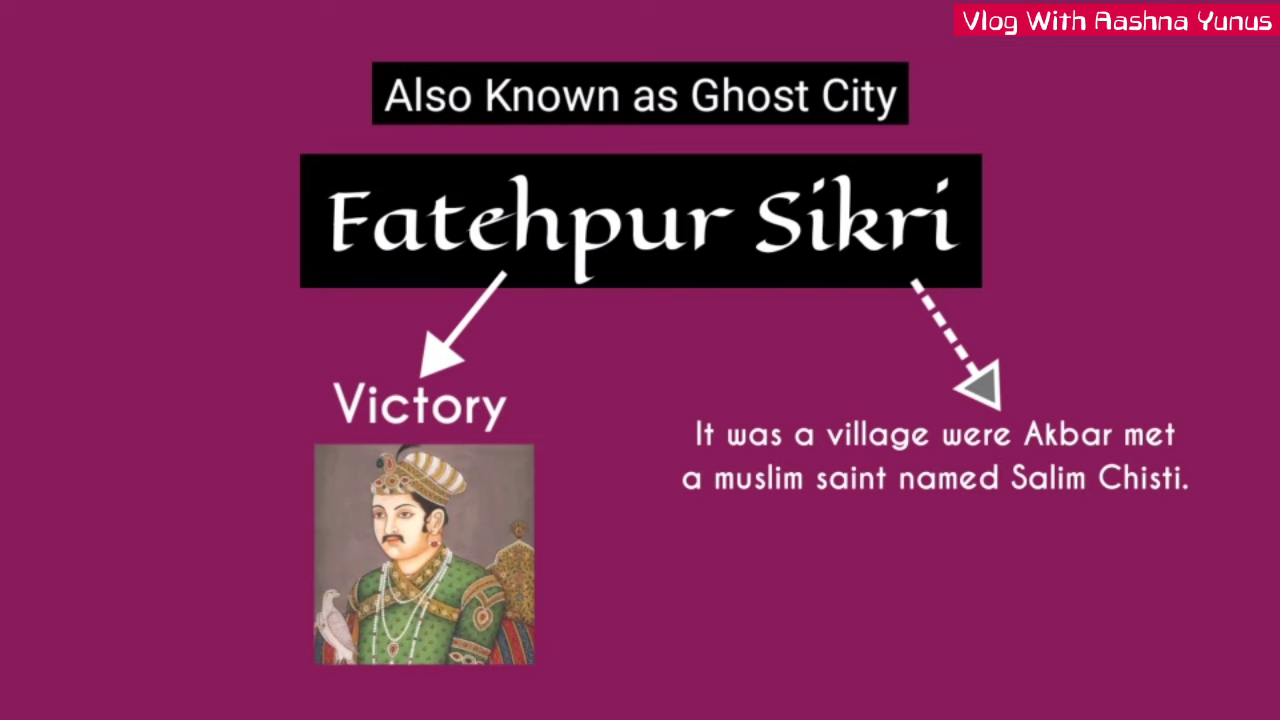 Vlog With Aashna Yunus
Also Known as Ghost City
Fatehpur Sikri
Victory
It was a village were Akbar met
a muslim saint named Salim Chisti.